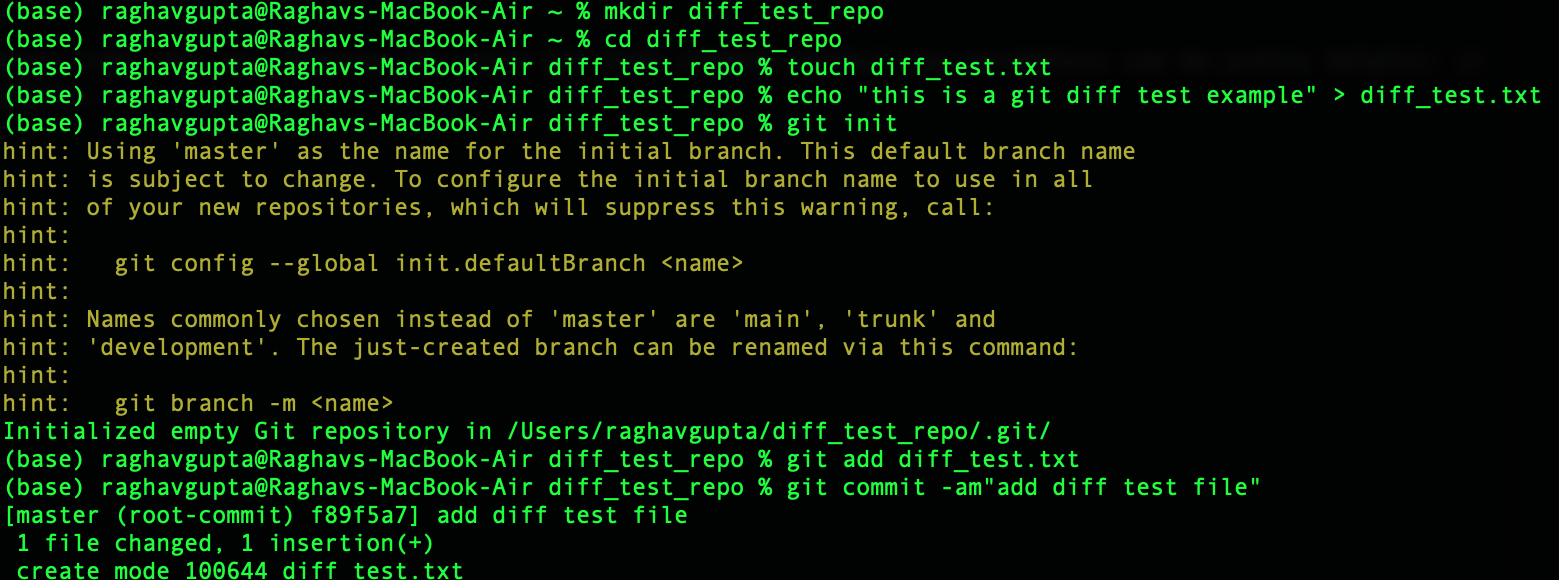 (base) raghavgupta@Raghavs-MacBook-Air ~ % mkdir diff_test_repo
(base) raghavgupta@Raghavs-MacBook-Air ~ % cd diff_test_repo
(base) raghavgupta@Raghavs-MacBook-Air diff_test_repo % touch diff_test.txt
(base) raghavgupta@Raghavs-MacBook-Air diff_test_repo % echo "this is a git diff test example" > diff_test.txt
(base) raghavgupta@Raghavs-MacBook-Air diff_test_repo % git init
hint: Using 'master' as the name for the initial branch. This default branch name
hint: is subject to change. To configure the initial branch name to use in all
hint: of your new repositories, which will suppress this warning, call:
hint:
hint:   git config --global init.defaultBranch <name>
hint:
hint: Names commonly chosen instead of 'master' are 'main', 'trunk' and
hint: 'development'. The just-created branch can be renamed via this command:
hint:
hint:   git branch -m <name>
Initialized empty Git repository in /Users/raghavgupta/diff_test_repo/.git/
(base) raghavgupta@Raghavs-MacBook-Air diff_test_repo % git add diff_test.txt
(base) raghavgupta@Raghavs-MacBook-Air diff_test_repo % git commit -am"add diff test file"
[master (root-commit) f89f5a7] add diff test file
 1 file changed, 1 insertion(+)
 create mode 100644 diff_test.txt